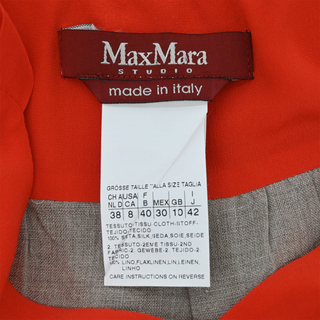 MaxMara
STUDIO
made in italy
GRÖSSE TAILLE TALLA SIZE TAGLIA
CH AUSA F
NL D CA B MEX GB J
38 8 40 30 10 42
TESSUTO-TISSU-CLOTH-STOFF-
TEJIDO-TECIDO
100% SETA,SILK,SEDA,SOIE,SEIDE
2. TESSUTO-2EME TISSU-2ND
FABRIC-2. GEWEBE-2. TEJIDO-2
TECIDO
LINO,FLAX,LINEN,LIN,LEINEN,
LINHO
CARE INSTRUCTIONS ON REVERSE